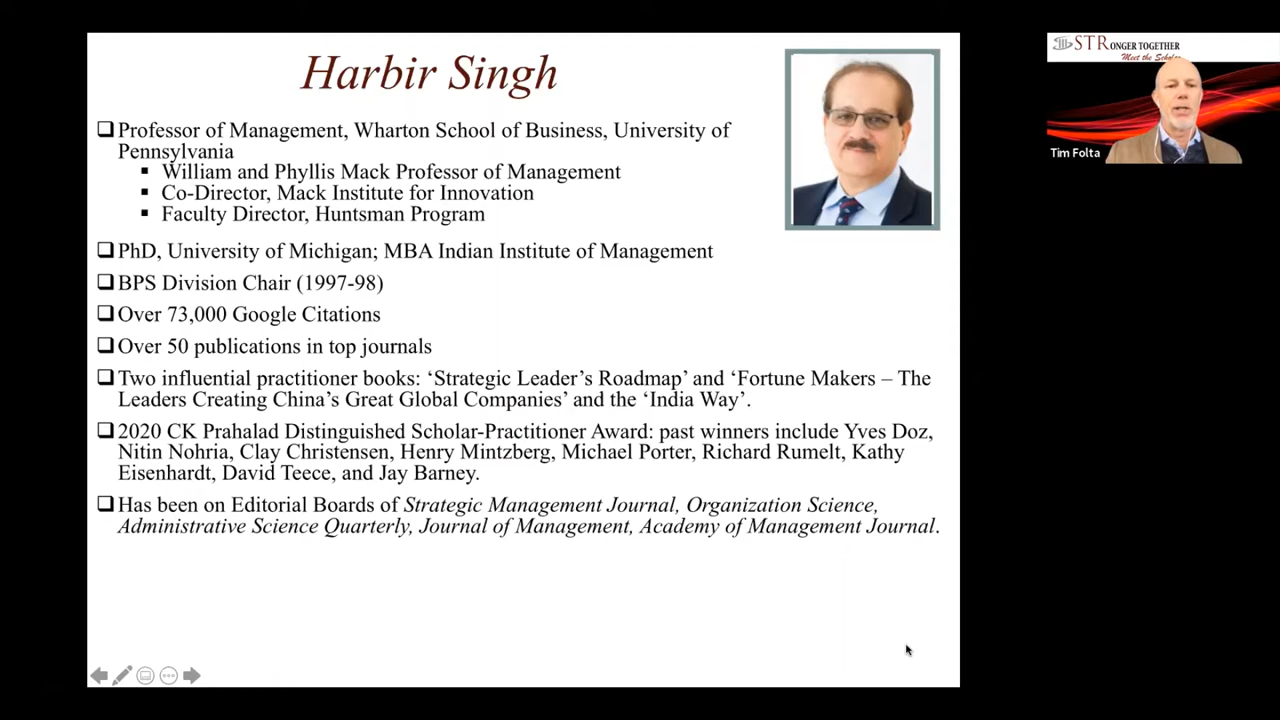 Harbir Singh
Professor of Management, Wharton School of Business, University of
Pennsylvania
William and Phyllis Mack Professor of Management
Co-Director, Mack Institute for Innovation
Faculty Director, Huntsman Program
PhD, University of Michigan; MBA Indian Institute of Management
BPS Division Chair (1997-98)
Over 73,000 Google Citations
Over 50 publications in top journals
Two influential practitioner books: ‘Strategic Leader’s Roadmap’ and ‘Fortune Makers – The
Leaders Creating China’s Great Global Companies’ and the ‘India Way’.
2020 CK Prahalad Distinguished Scholar-Practitioner Award: past winners include Yves Doz,
Nitin Nohria, Clay Christensen, Henry Mintzberg, Michael Porter, Richard Rumelt, Kathy
Eisenhardt, David Teece, and Jay Barney.
Has been on Editorial Boards of Strategic Management Journal, Organization Science,
Administrative Science Quarterly, Journal of Management, Academy of Management Journal.
STRONGER TOGETHER
Meet the
Tim Folta